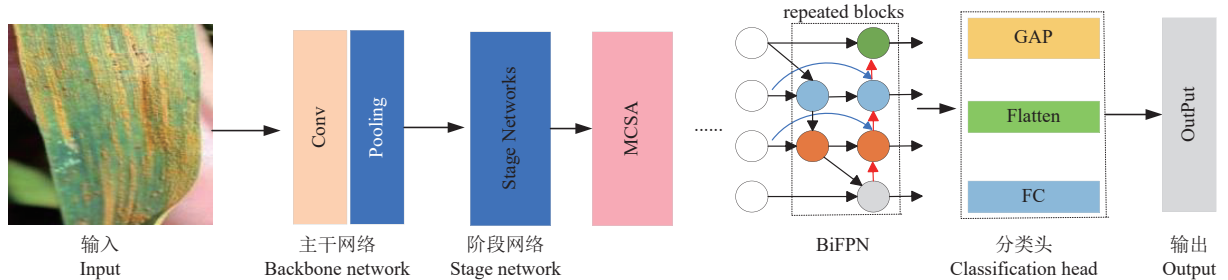 repeated blocks
Conv
Pooling
Stage Networks
MCSA
......
GAP
Flatten
FC
OutPut
输入
Input
主干网络
Backbone network
阶段网络
Stage network
BiFPN
分类头
Classification head
输出
Output